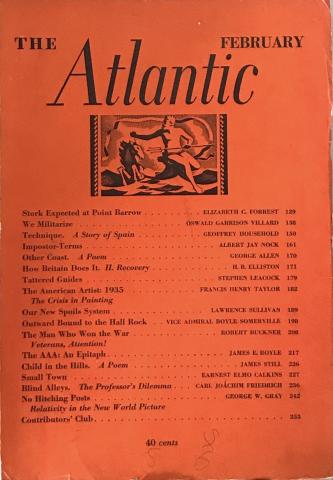 THE FEBRUARY
Atlantic
Stork Expected at Point Barrow . . . . . . . . ELIZABETH C. FORREST 129
We Militarize . . . . . . . . OSWALD GARRISON VILLARD 138
Technique. A Story of Spain . . . . . . . . GEOFFREY HOUSEHOLD 150
Impostor-Terms . . . . . . . . ALBERT JAY NOCK 161
Other Coast. A Poem . . . . . . . . GEORGE ALLEN 170
How Britain Does It. II. Recovery . . . . . . . . H. B. ELLISTON 171
Tattered Guides . . . . . . . . STEPHEN LEACOCK 179
The American Artist: 1935 . . . . . . . . FRANCIS HENRY TAYLOR 182
The Crisis in Painting
Our New Spoils System . . . . . . . . LAWRENCE SULLIVAN 189
Outward Bound to the Hall Rock . VICE ADMIRAL BOYLE SOMERVILLE 198
The Man Who Won the War . . . . . . . . ROBERT BUCKNER 208
Veterans, Attention!
The AAA: An Epitaph . . . . . . . . JAMES E. BOYLE 217
Child in the Hills. A Poem . . . . . . . . JAMES STILL 226
Small Town . . . . . . . . EARNEST ELMO CALKINS 227
Blind Alleys. The Professor's Dilemma . CARL JOACHIM FRIEDRICH 236
No Hitching Posts . . . . . . . . GEORGE W. GRAY 242
Relativity in the New World Picture
Contributors' Club . . . . . . . . 253
40 cents